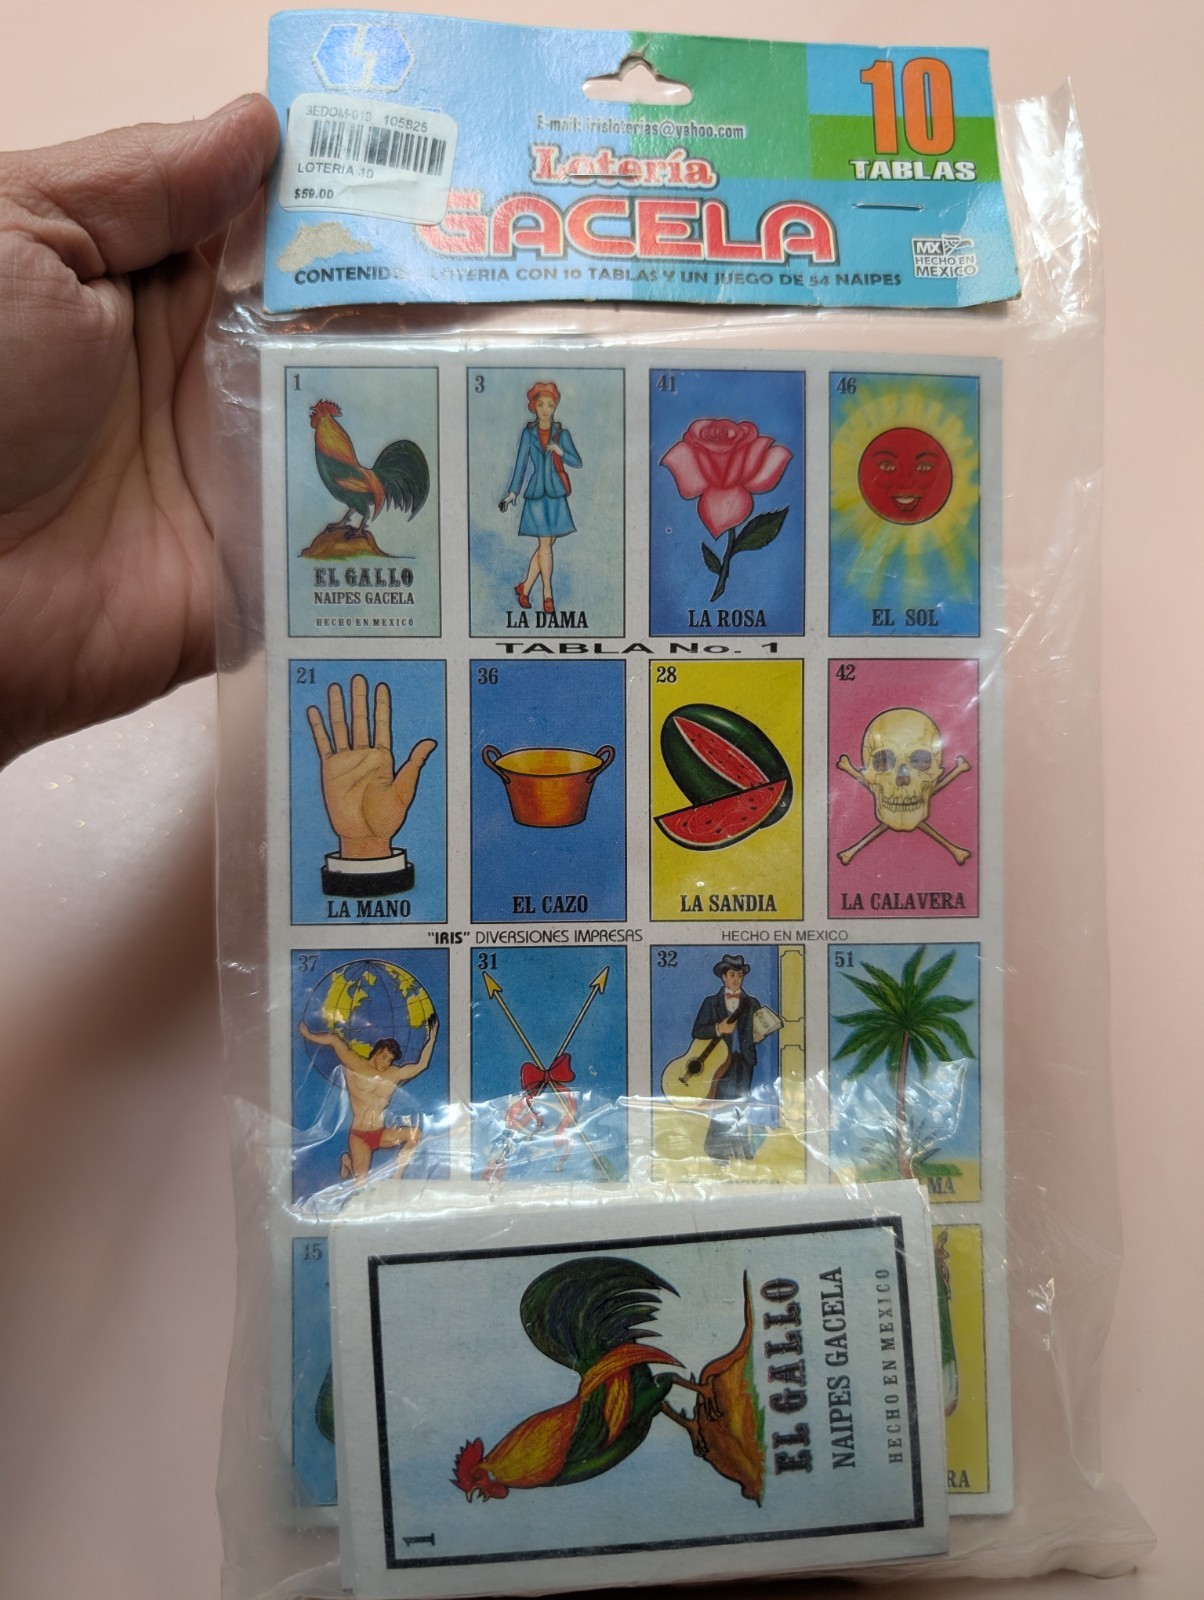 3EDOM-01 105825
LOTERIA 10
$59.00
E-mail: irisloterias@yahoo.com
10
TABLAS
Lotería
GACELA
MX
HECHO EN
MEXICO
LOTERIA CON 10 TABLAS Y UN JUEGO DE 54 NAIPES
1
EL GALLO
NAIPES GACELA
HECHO EN MEXICO
3
LA DAMA
41
LA ROSA
46
EL SOL
TABLA No. 1
21
LA MANO
36
EL CAZO
28
LA SANDIA
42
LA CALAVERA
"IRIS" DIVERSIONES IMPRESAS
HECHO EN MEXICO
37
31
32
51
15
1
EL GALLO
NAIPES GACELA
HECHO EN MEXICO